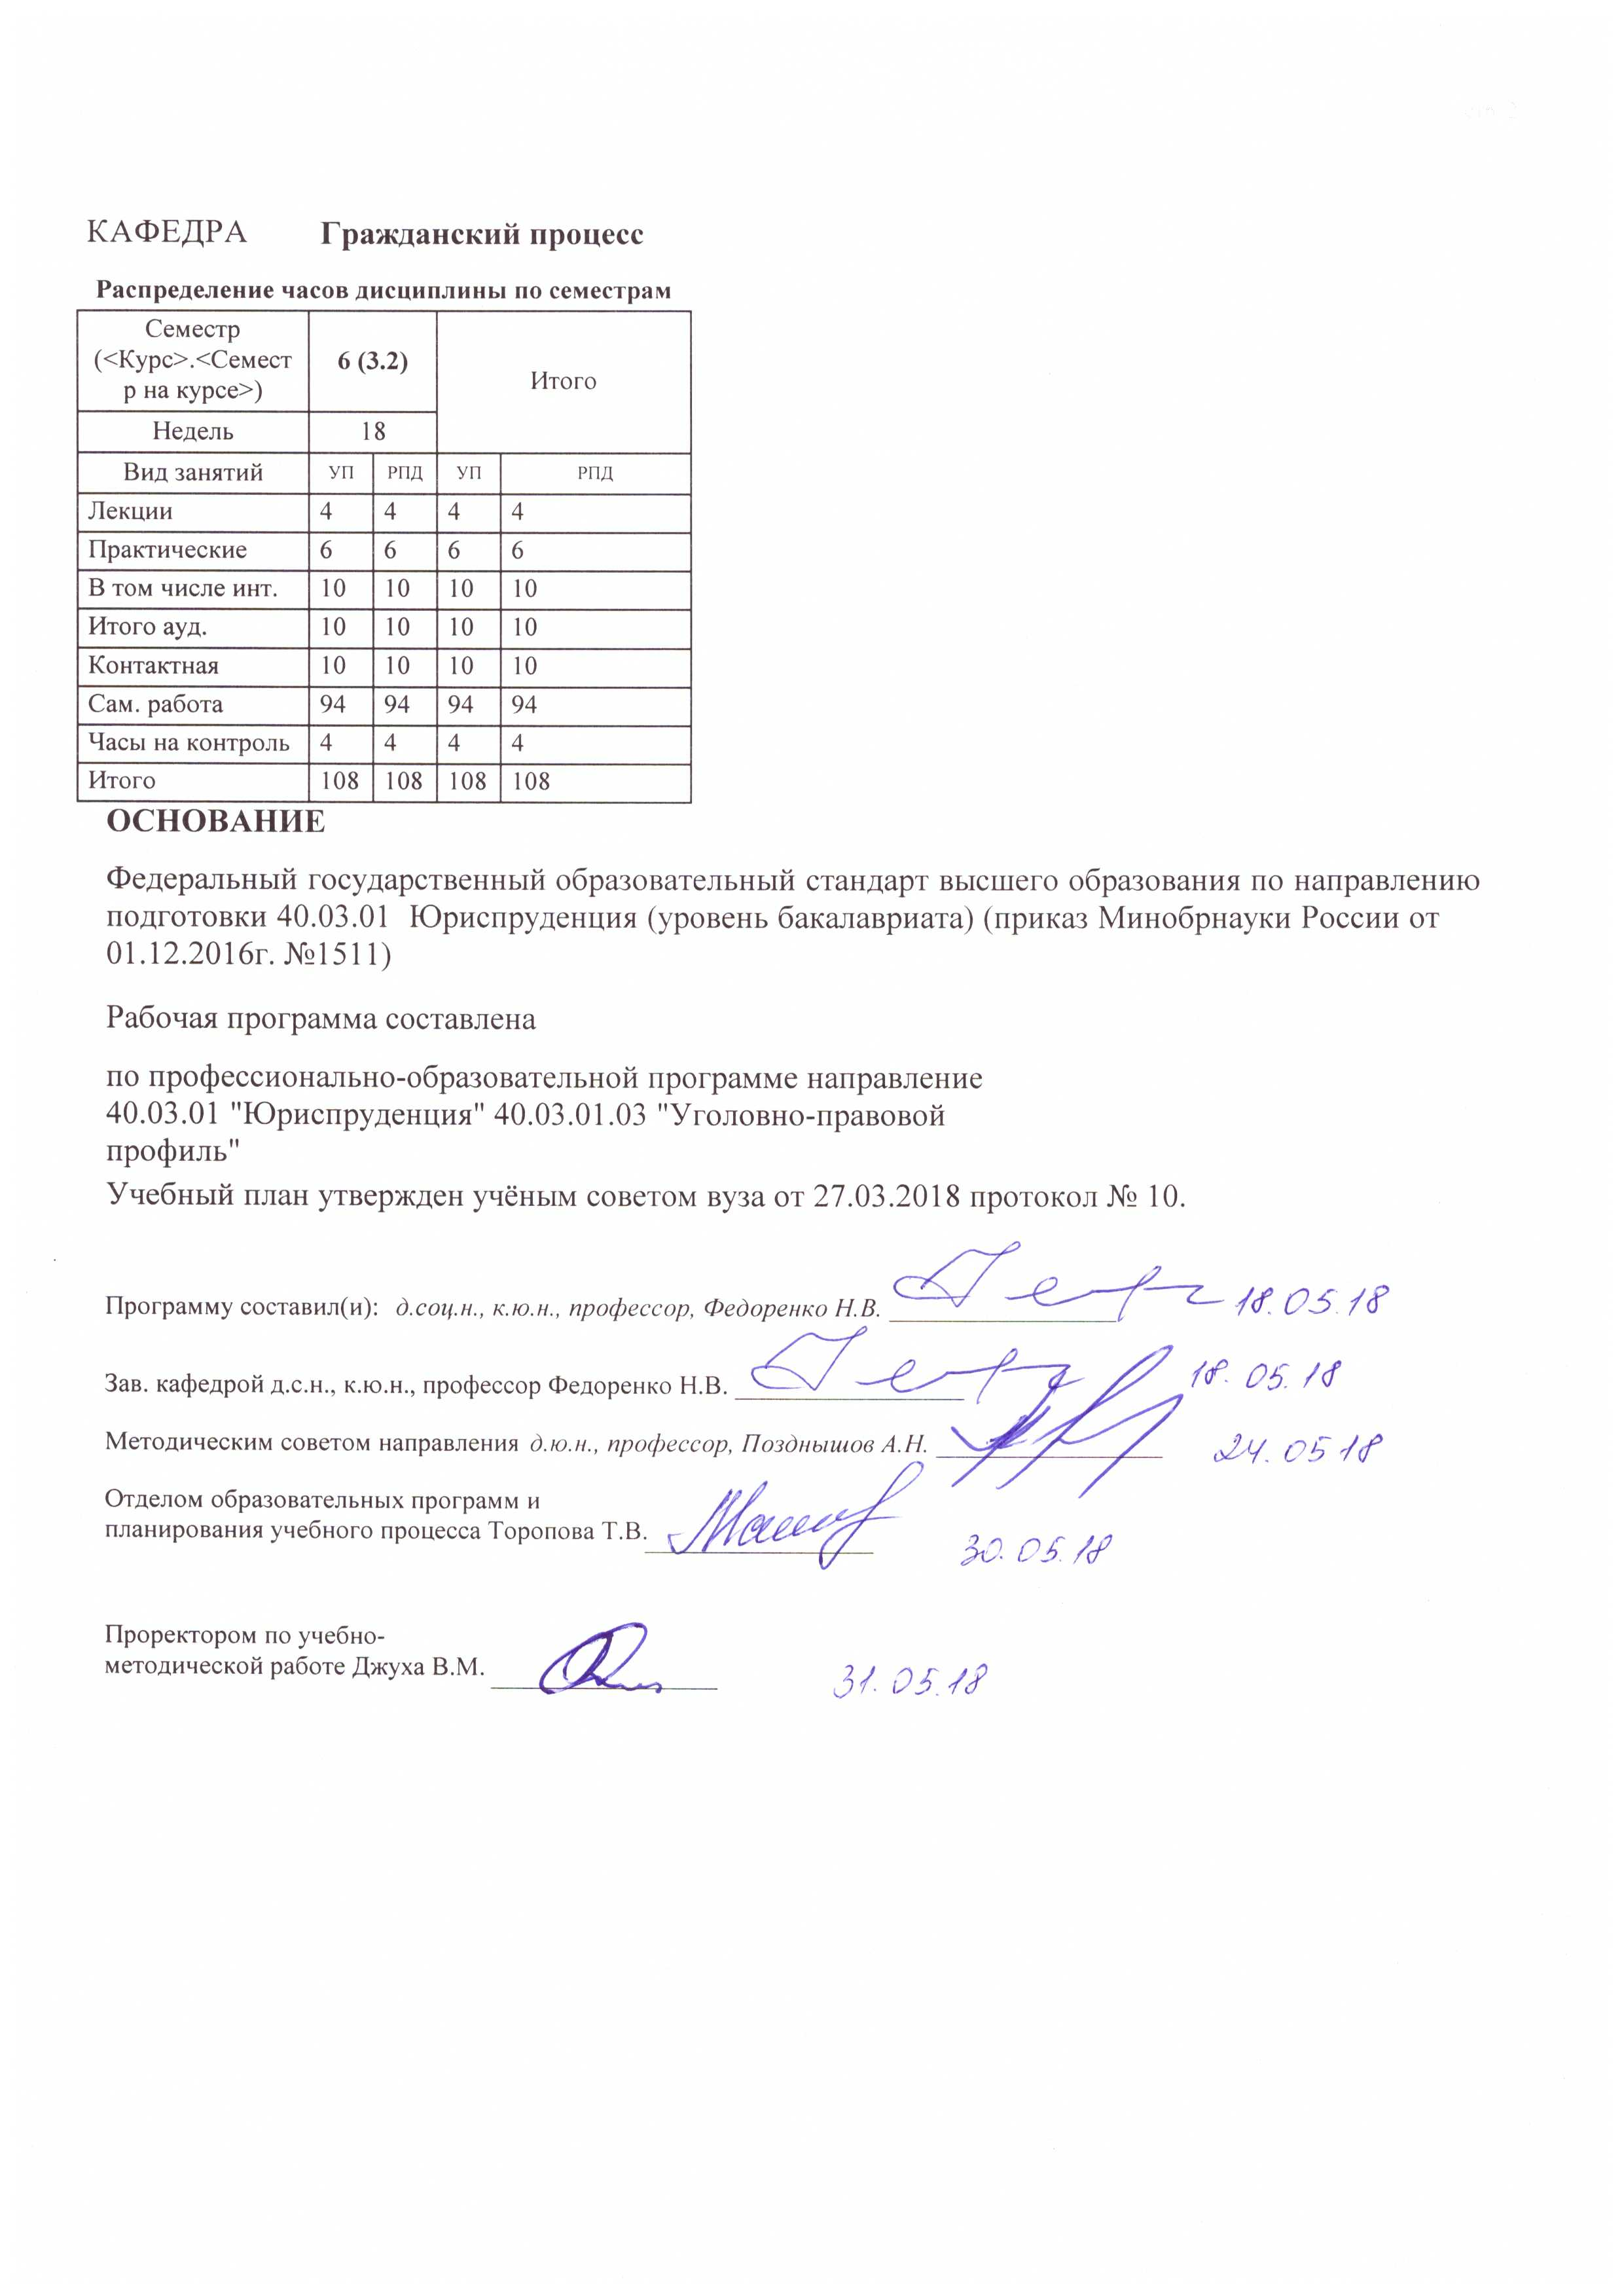 КАФЕДРА Гражданский процесс
Распределение часов дисциплины по семестрам
Семестр
(<Курс>.<Семест
р на курсе>)
6 (3.2)
Итого
Недель 18
Вид занятий УП РПД УП РПД
Лекции 4 4 4 4
Практические 6 6 6 6
В том числе инт. 10 10 10 10
Итого ауд. 10 10 10 10
Контактная 10 10 10 10
Сам. работа 94 94 94 94
Часы на контроль 4 4 4 4
Итого 108 108 108 108
ОСНОВАНИЕ
Федеральный государственный образовательный стандарт высшего образования по направлению
подготовки 40.03.01 Юриспруденция (уровень бакалавриата) (приказ Минобрнауки России от
01.12.2016г. №1511)
Рабочая программа составлена
по профессионально-образовательной программе направление
40.03.01 "Юриспруденция" 40.03.01.03 "Уголовно-правовой
профиль"
Учебный план утвержден учёным советом вуза от 27.03.2018 протокол № 10.
Программу составил(и): д.соц.н., к.ю.н., профессор, Федоренко Н.В. 18.05.18
Зав. кафедрой д.с.н., к.ю.н., профессор Федоренко Н.В. 18.05.18
Методическим советом направления д.ю.н., профессор, Позднышов А.Н. 24.05 18
Отделом образовательных программ и
планирования учебного процесса Торопова Т.В. 30.05.18
Проректором по учебно-
методической работе Джуха В.М. 31.05.18